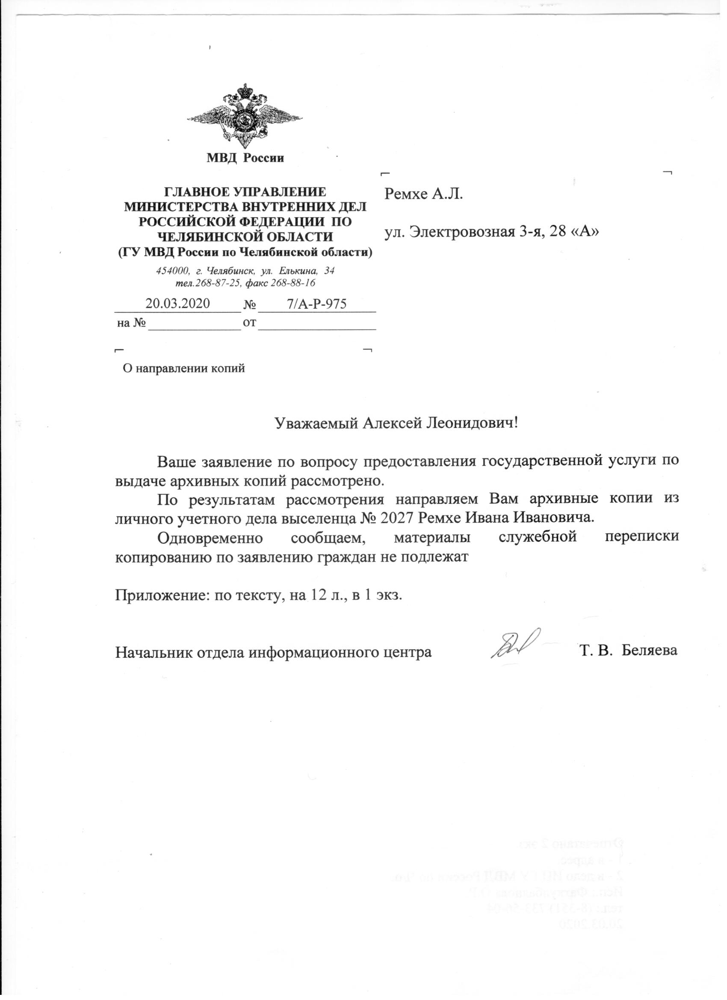 МВД России
ГЛАВНОЕ УПРАВЛЕНИЕ
МИНИСТЕРСТВА ВНУТРЕННИХ ДЕЛ
РОССИЙСКОЙ ФЕДЕРАЦИИ ПО
ЧЕЛЯБИНСКОЙ ОБЛАСТИ
(ГУ МВД России по Челябинской области)
454000, г. Челябинск, ул. Елькина, 34
тел.268-87-25, факс 268-88-16
20.03.2020 № 7/А-Р-975
на № от
Ремхе А.Л.
ул. Электровозная 3-я, 28 «А»
О направлении копий
Уважаемый Алексей Леонидович!
Ваше заявление по вопросу предоставления государственной услуги по
выдаче архивных копий рассмотрено.
По результатам рассмотрения направляем Вам архивные копии из
личного учетного дела выселенца № 2027 Ремхе Ивана Ивановича.
Одновременно сообщаем, материалы служебной переписки
копированию по заявлению граждан не подлежат
Приложение: по тексту, на 12 л., в 1 экз.
Начальник отдела информационного центра Т. В. Беляева